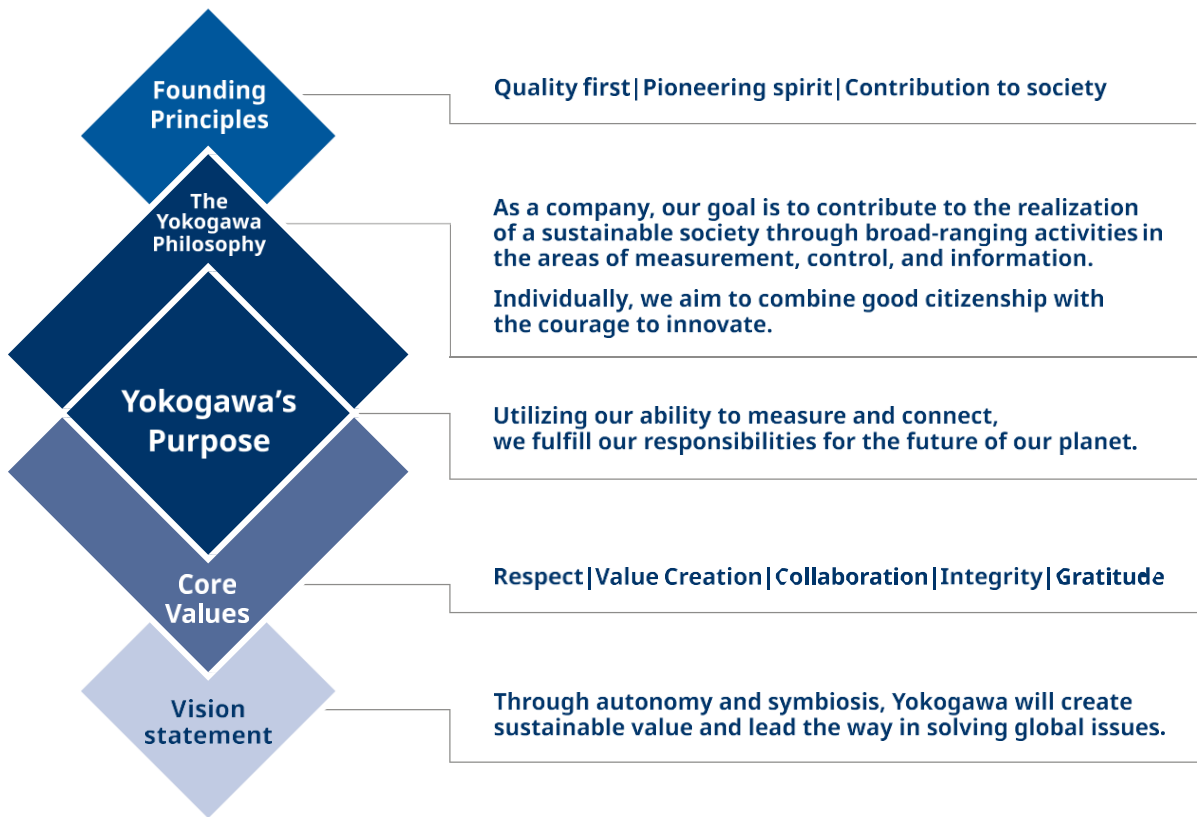 Founding
Principles
Quality first|Pioneering spirit|Contribution to society
The
Yokogawa
Philosophy
As a company, our goal is to contribute to the realization
of a sustainable society through broad-ranging activities in
the areas of measurement, control, and information.
Individually, we aim to combine good citizenship with
the courage to innovate.
Yokogawa’s
Purpose
Utilizing our ability to measure and connect,
we fulfill our responsibilities for the future of our planet.
Core
Values
Respect|Value Creation|Collaboration|Integrity|Gratitude
Vision
statement
Through autonomy and symbiosis, Yokogawa will create
sustainable value and lead the way in solving global issues.